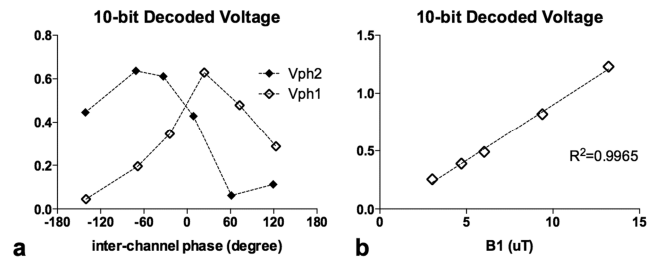 10-bit Decoded Voltage
0.8
0.6
0.4
0.2
0.0
Vph2
Vph1
-180 -120 -60 0 60 120 180
inter-channel phase (degree)
a
10-bit Decoded Voltage
1.5
1.0
0.5
0.0
R²=0.9965
0 5 10 15
B1 (uT)
b